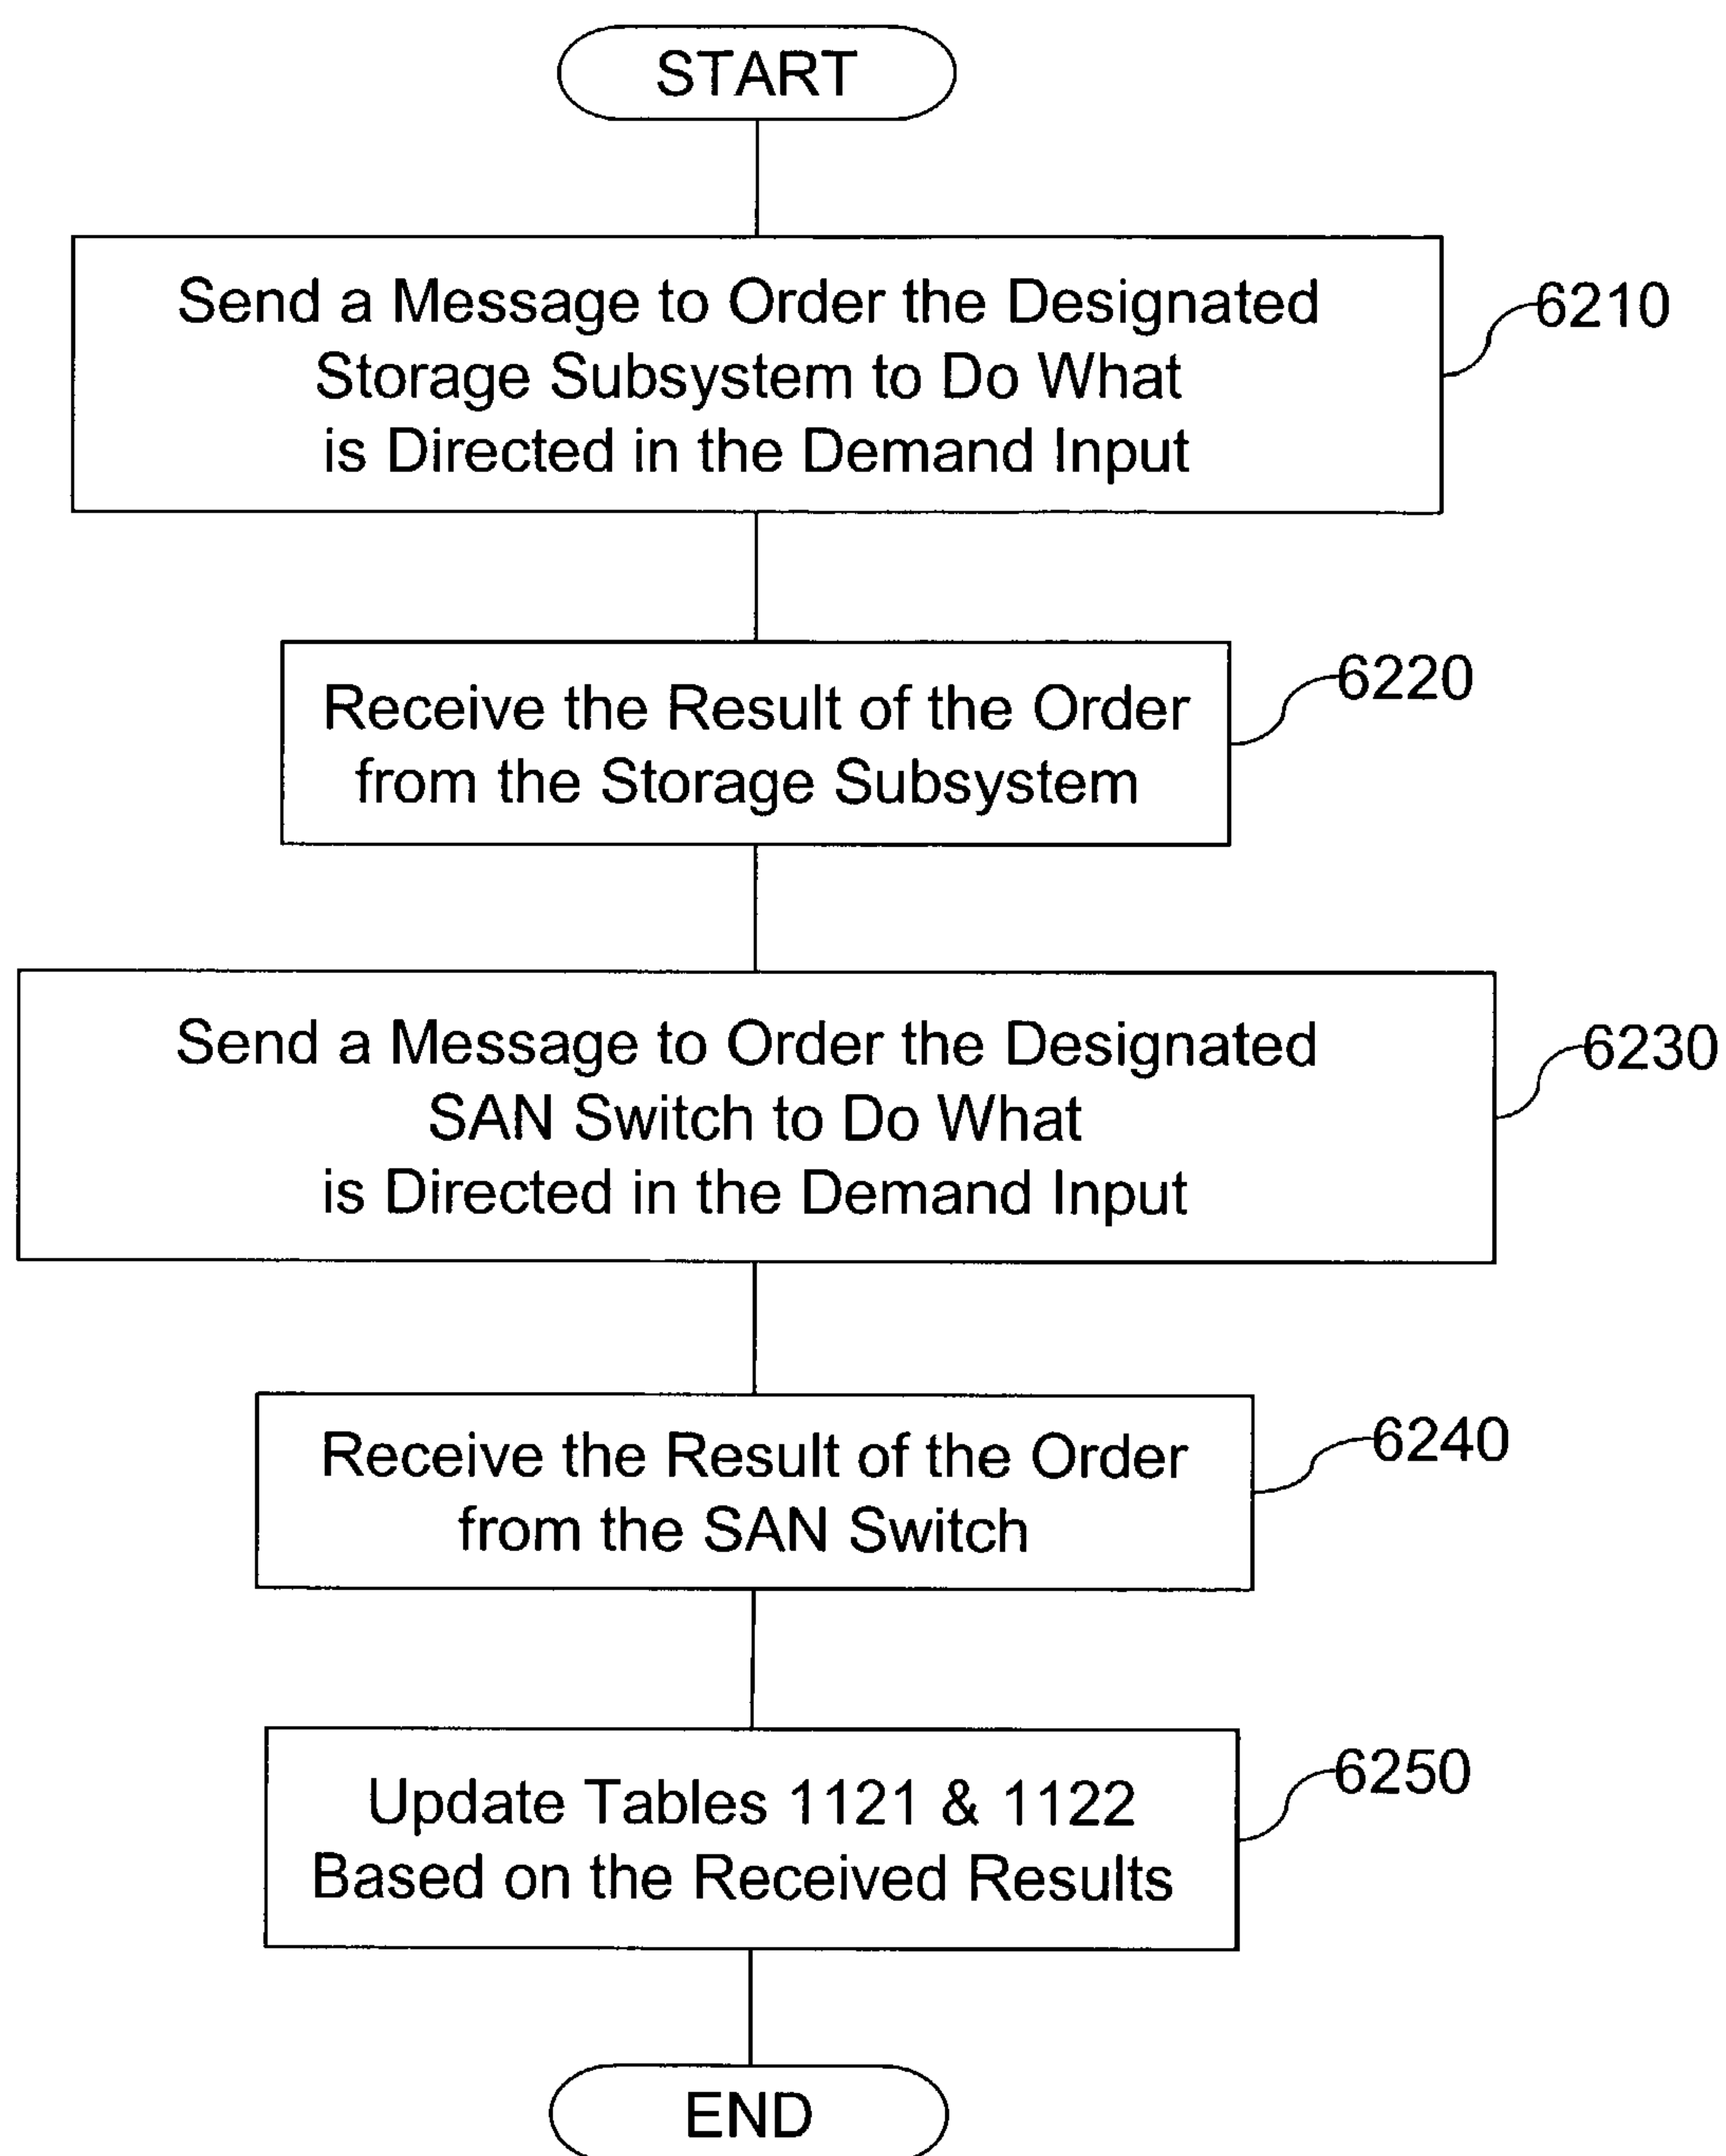 START
Send a Message to Order the Designated
Storage Subsystem to Do What
is Directed in the Demand Input
6210
Receive the Result of the Order
from the Storage Subsystem
6220
Send a Message to Order the Designated
SAN Switch to Do What
is Directed in the Demand Input
6230
Receive the Result of the Order
from the SAN Switch
6240
Update Tables 1121 & 1122
Based on the Received Results
6250
END